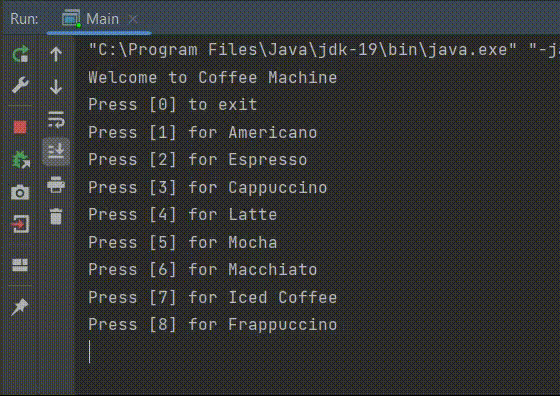 Run: Main
"C:\Program Files\Java\jdk-19\bin\java.exe" "-j
Welcome to Coffee Machine
Press [0] to exit
Press [1] for Americano
Press [2] for Espresso
Press [3] for Cappuccino
Press [4] for Latte
Press [5] for Mocha
Press [6] for Macchiato
Press [7] for Iced Coffee
Press [8] for Frappuccino